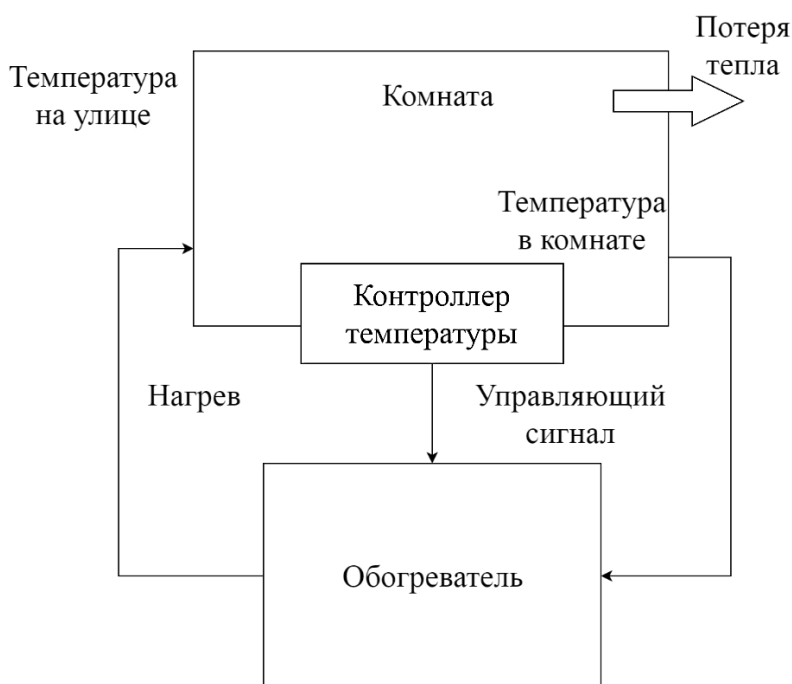 Потеря
тепла
Температура
на улице
Комната
Температура
в комнате
Контроллер
температуры
Нагрев
Управляющий
сигнал
Обогреватель